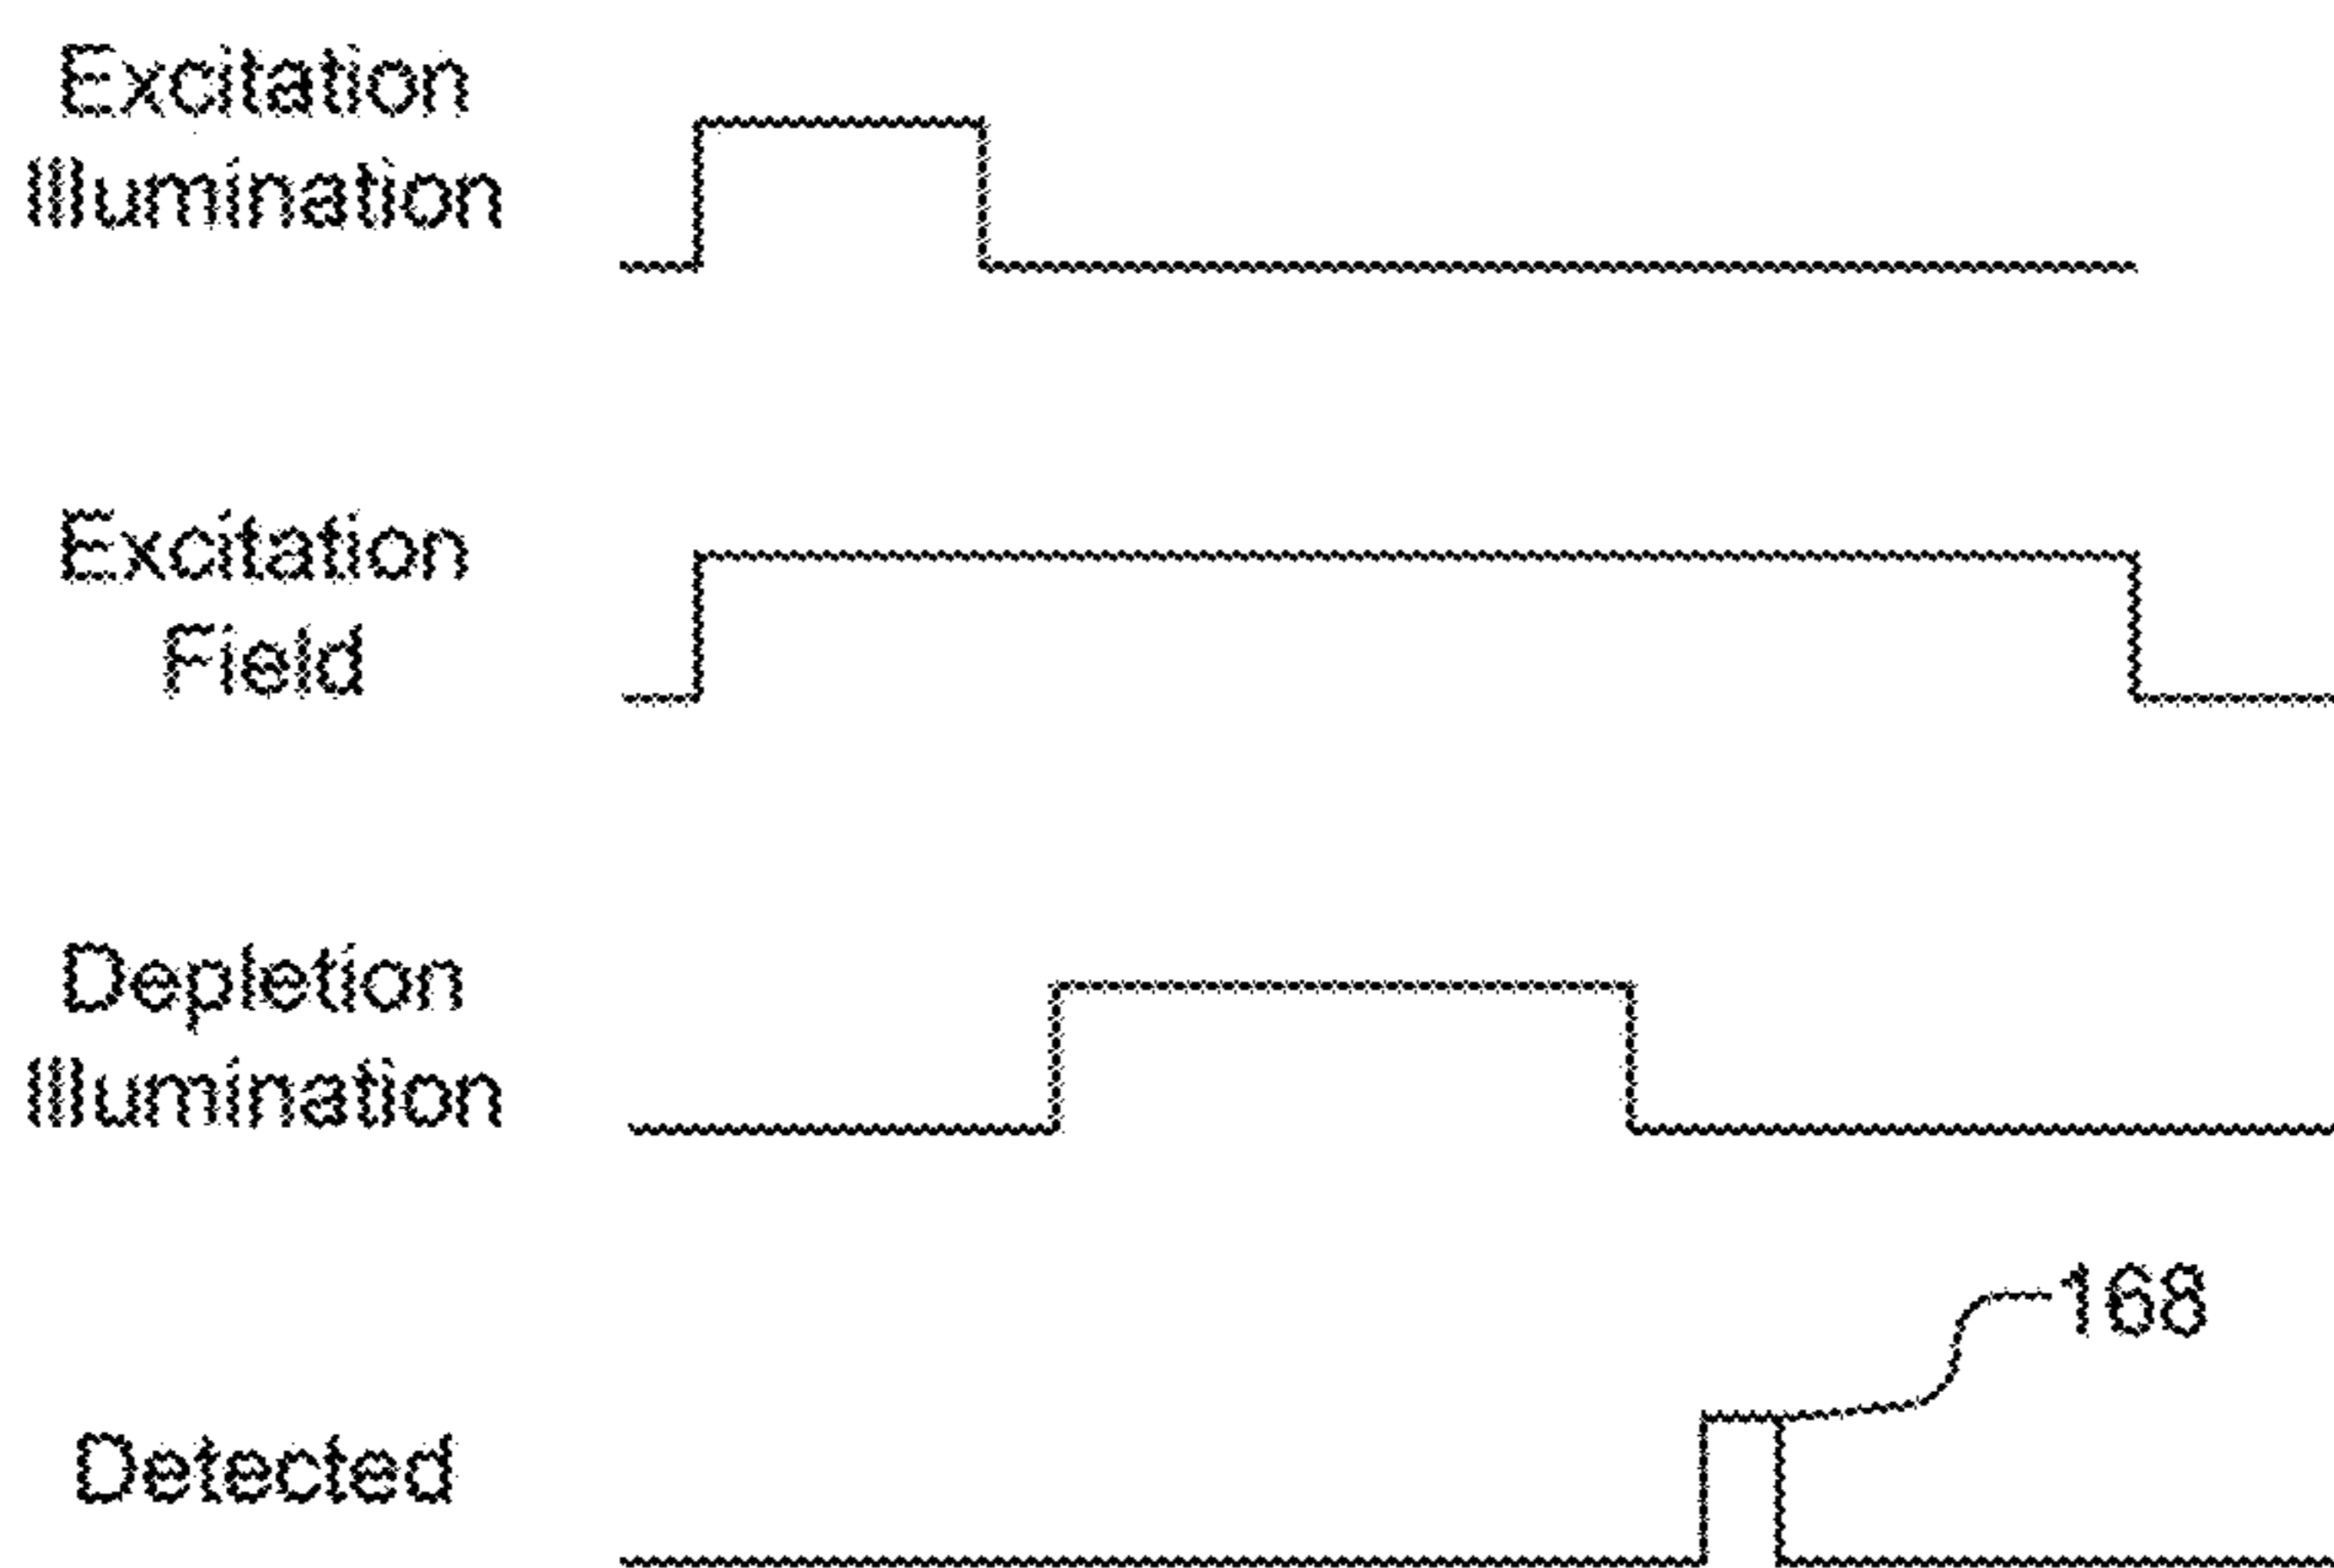 Excitation
Illumination
Excitation
Field
Depletion
Illumination
168
Detected